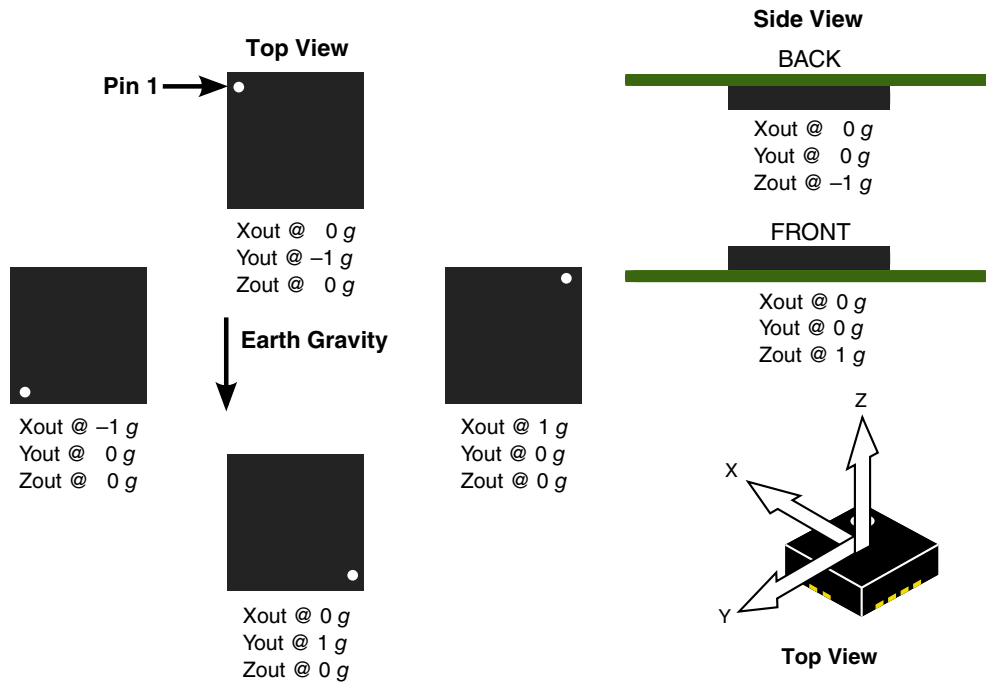 Top View
Pin 1
Xout @ 0 g
Yout @ –1 g
Zout @ 0 g
Earth Gravity
Xout @ –1 g
Yout @ 0 g
Zout @ 0 g
Xout @ 1 g
Yout @ 0 g
Zout @ 0 g
Xout @ 0 g
Yout @ 1 g
Zout @ 0 g
Side View
BACK
Xout @ 0 g
Yout @ 0 g
Zout @ –1 g
FRONT
Xout @ 0 g
Yout @ 0 g
Zout @ 1 g
Z
X
Y
Top View